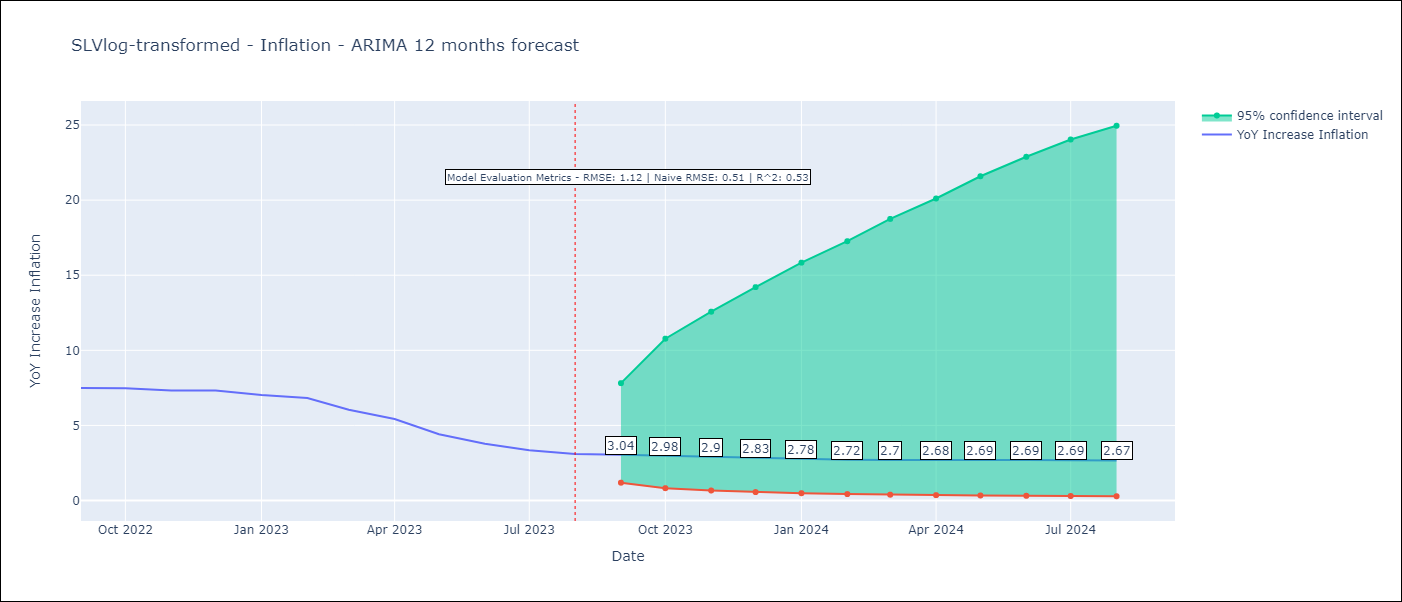 SLVlog-transformed - Inflation - ARIMA 12 months forecast
95% confidence interval
YoY Increase Inflation
Model Evaluation Metrics - RMSE: 1.12 | Naive RMSE: 0.51 | R^2: 0.53
YoY Increase Inflation
25
20
15
10
5
0
3.04 2.98 2.9 2.83 2.78 2.72 2.7 2.68 2.69 2.69 2.69 2.67
Oct 2022 Jan 2023 Apr 2023 Jul 2023 Oct 2023 Jan 2024 Apr 2024 Jul 2024
Date